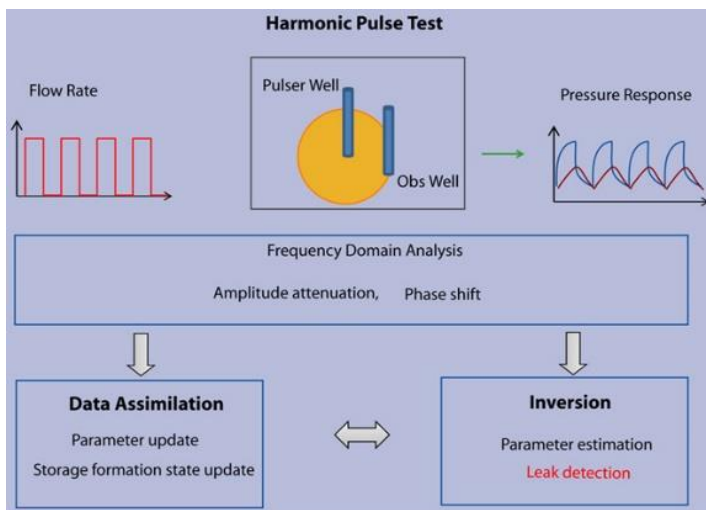 Harmonic Pulse Test
Flow Rate
Pulser Well
Obs Well
Pressure Response
Frequency Domain Analysis
Amplitude attenuation, Phase shift
Data Assimilation
Parameter update
Storage formation state update
Inversion
Parameter estimation
Leak detection